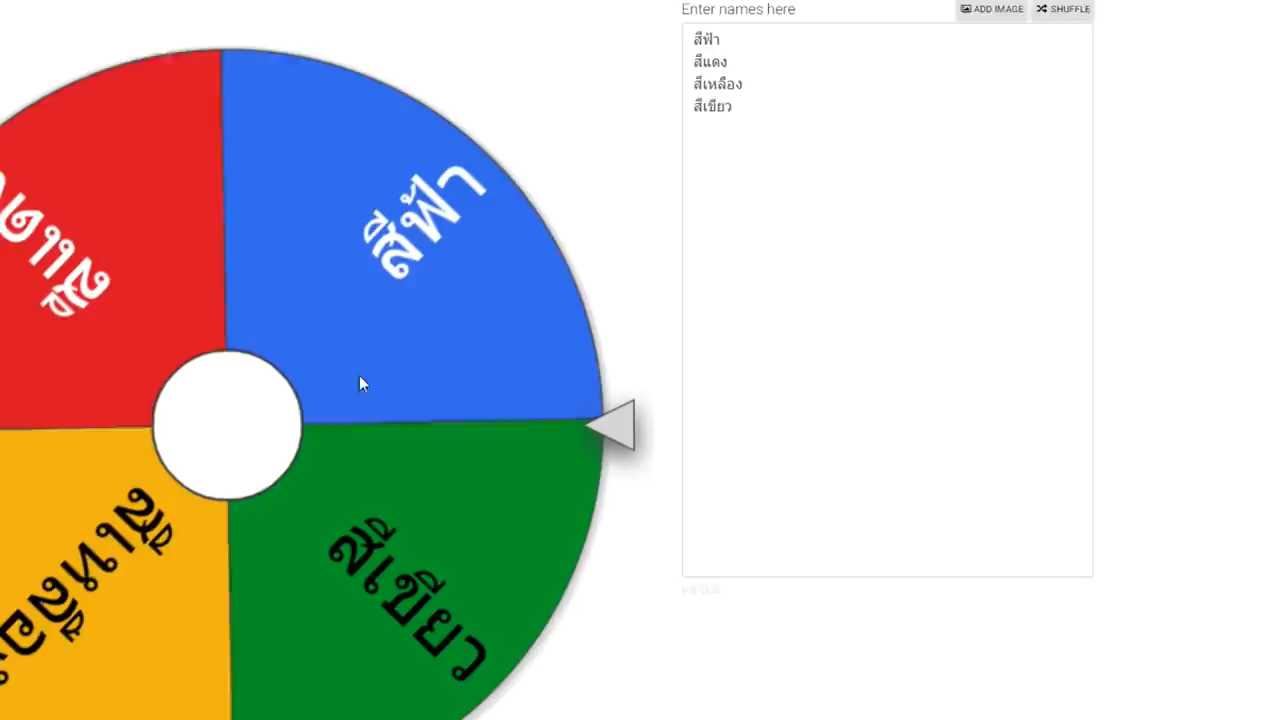 Enter names here
ADD IMAGE
SHUFFLE
สีฟ้า
สีแดง
สีเหลือง
สีเขียว
สีฟ้า
สีเขียว